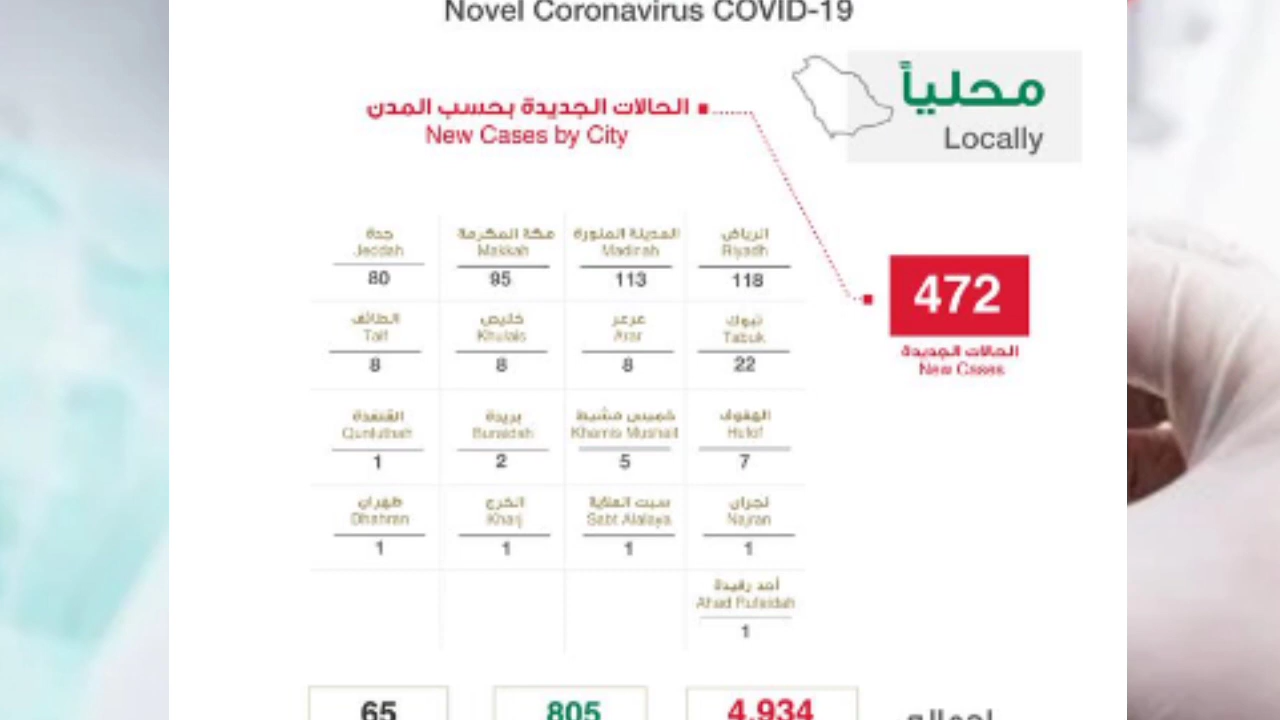 Novel Coronavirus COVID-19
محلياً
Locally
الحالات الجديدة بحسب المدن
New Cases by City
472
الحالات الجديدة
New Cases
الرياض
Riyadh
118
المدينة المنورة
Madinah
113
مكة المكرمة
Makkah
95
جدة
Jeddah
80
تبوك
Tabuk
22
عرعر
Arar
8
خليص
Khulais
8
الطائف
Taif
8
الهفوف
Hufof
7
خميس مشيط
Khamis Mushait
5
بريدة
Buraidah
2
القنفذة
Qunfuthah
1
نجران
Najran
1
سبت العلاية
Sabt Alalaya
1
الخرج
Kharj
1
ظهران
Dhahran
1
أحد رفيدة
Ahad Rufaidah
1
4,934
805
65